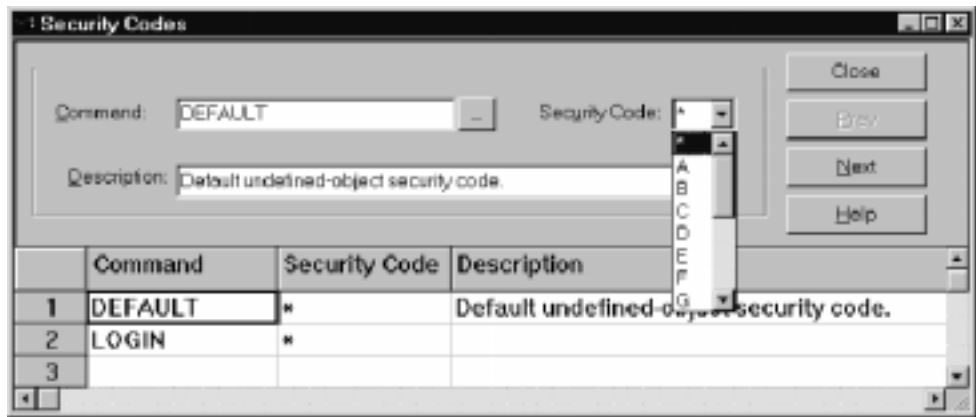 Security Codes
Close
Command: DEFAULT ... Security Code: *
Prev
*
A
Description: Default undefined-object security code.
Next
B
C
Help
D
E
F
G
Command Security Code Description
1 DEFAULT * Default undefined-object security code.
2 LOGIN *
3